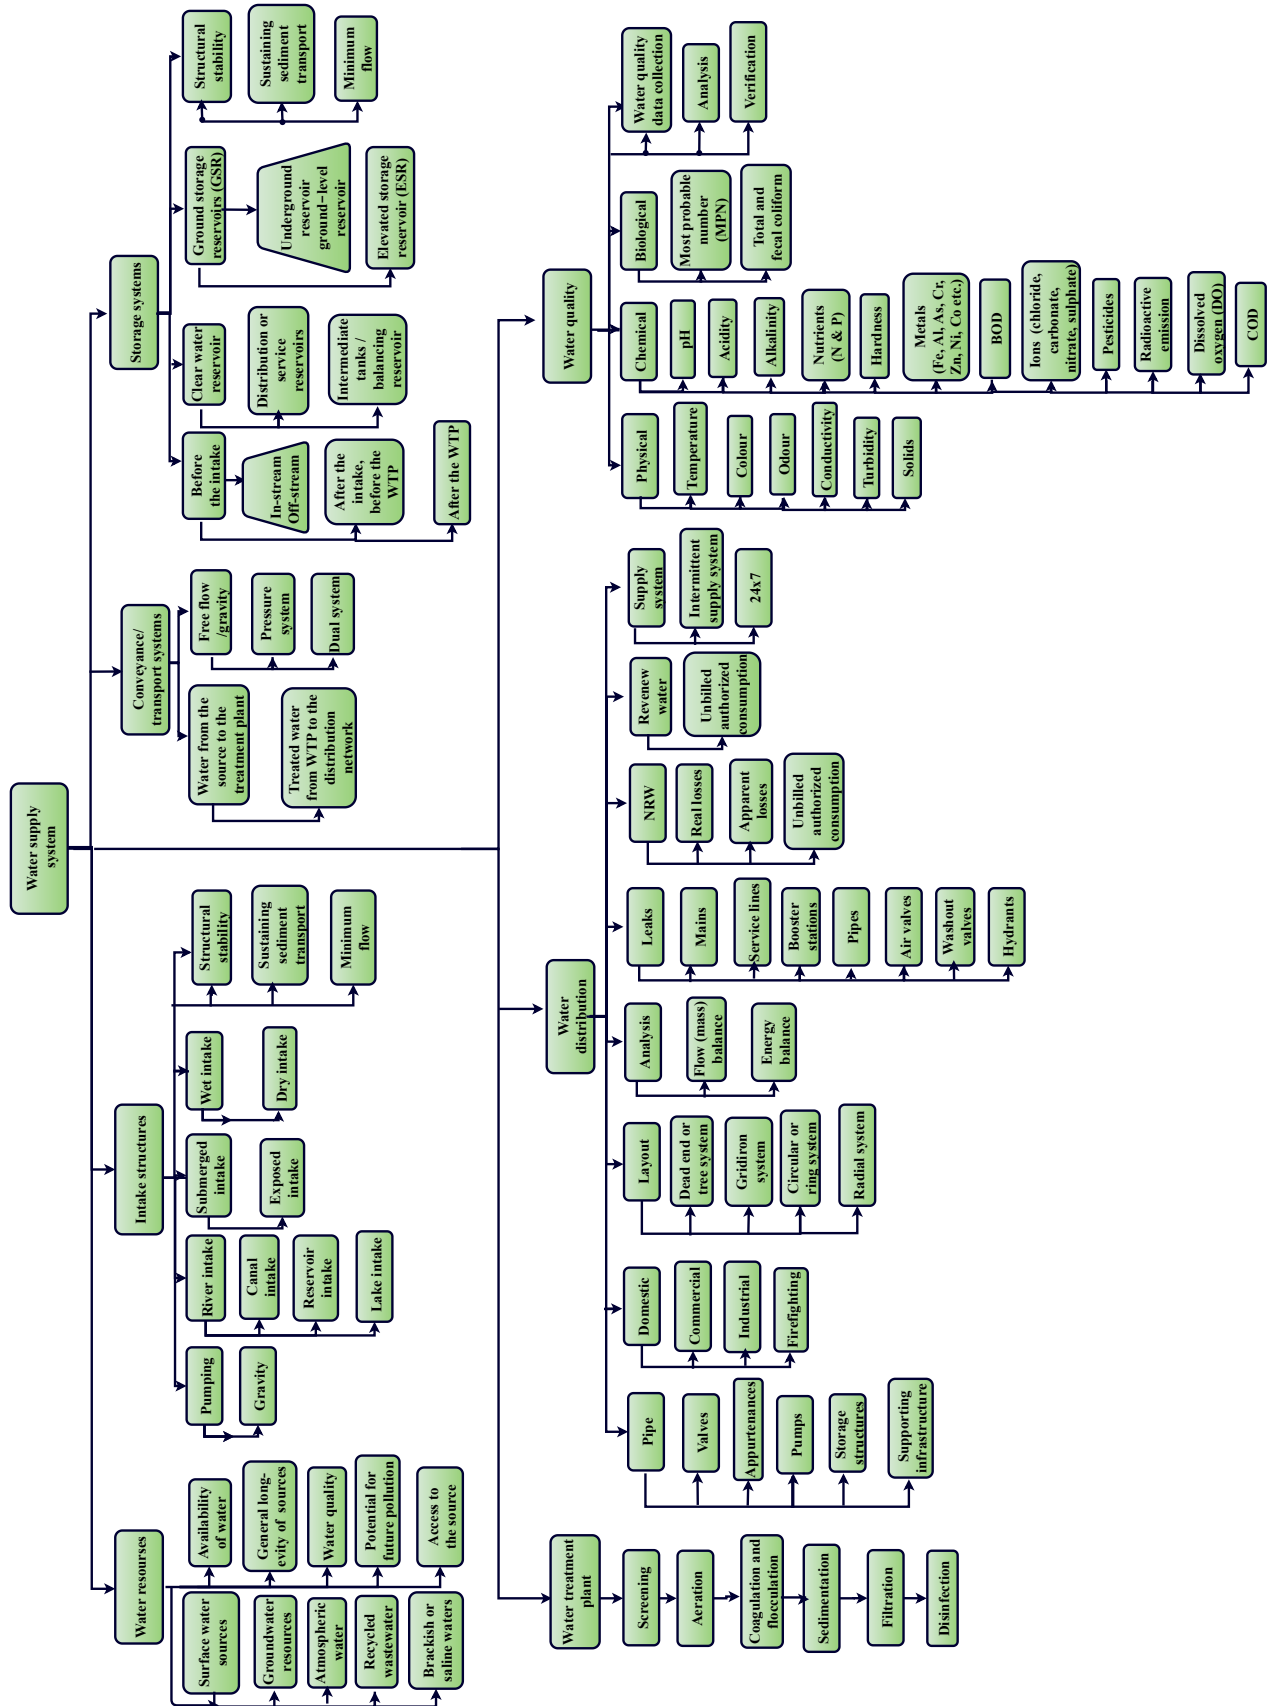 Water supply
system
Water resourses
Surface water
sources
Groundwater
resources
Atmospheric
water
Recycled
wastewater
Brackish or
saline waters
Availability
of water
General long-
evity of sources
Water quality
Potential for
future pollution
Access to
the source
Intake structures
Pumping
Gravity
River intake
Canal
intake
Reservoir
intake
Lake intake
Submerged
intake
Exposed
intake
Wet intake
Dry intake
Structural
stability
Sustaining
sediment
transport
Minimum
flow
Conveyance/
transport systems
Water from the
source to the
treatment plant
Treated water
from WTP to the
distribution
network
Free flow
/gravity
Pressure
system
Dual system
Storage systems
Before
the intake
In-stream
Off-stream
After the
intake,
before the
WTP
After the WTP
Clear water
reservoir
Distribution or
service
reservoirs
Intermediate
tanks /
balancing
reservoir
Ground storage
reservoirs (GSR)
Underground
reservoir
ground-level
reservoir
Elevated storage
reservoir (ESR)
Structural
stability
Sustaining
sediment
transport
Minimum
flow
Water treatment
plant
Screening
Aeration
Coagulation and
flocculation
Sedimentation
Filtration
Disinfection
Water
distribution
Pipe
Valves
Appurtenances
Pumps
Storage
structures
Supporting
infrastructure
Domestic
Commercial
Industrial
Firefighting
Layout
Dead end or
tree system
Gridiron
system
Circular or
ring system
Radial system
Analysis
Flow (mass)
balance
Energy
balance
Leaks
Mains
Service lines
Booster
stations
Pipes
Air valves
Washout
valves
Hydrants
NRW
Real losses
Apparent
losses
Unbilled
authorized
consumption
Revenew
water
Unbilled
authorized
consumption
Supply
system
Intermittent
supply system
24x7
Water quality
Physical
Temperature
Colour
Odour
Conductivity
Turbidity
Solids
Chemical
pH
Acidity
Alkalinity
Nutrients
(N & P)
Hardness
Metals
(Fe, Al, As, Cr,
Zn, Ni, Co etc.)
BOD
Ions (chloride,
carbonate,
nitrate, sulphate)
Pesticides
Radioactive
emission
Dissolved
oxygen (DO)
COD
Biological
Most probable
number
(MPN)
Total and
fecal coliform
Water quality
data collection
Analysis
Verification